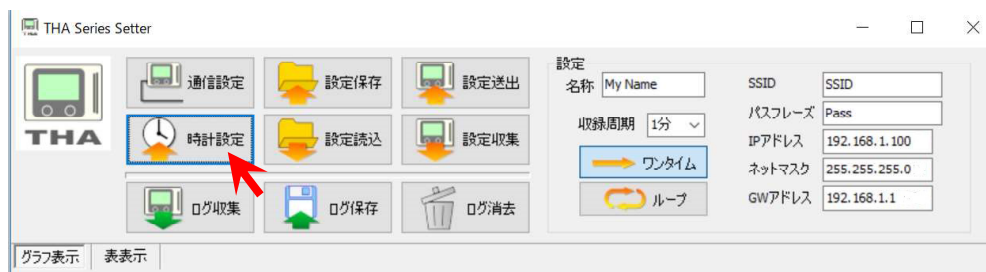 THA Series Setter
通信設定 設定保存 設定送出
時計設定 設定読込 設定収集
ログ収集 ログ保存 ログ消去
THA
設定
名称 My Name
収録周期 1分
ワンタイム
ループ
SSID SSID
パスフレーズ Pass
IPアドレス 192.168.1.100
ネットマスク 255.255.255.0
GWアドレス 192.168.1.1
グラフ表示 表表示